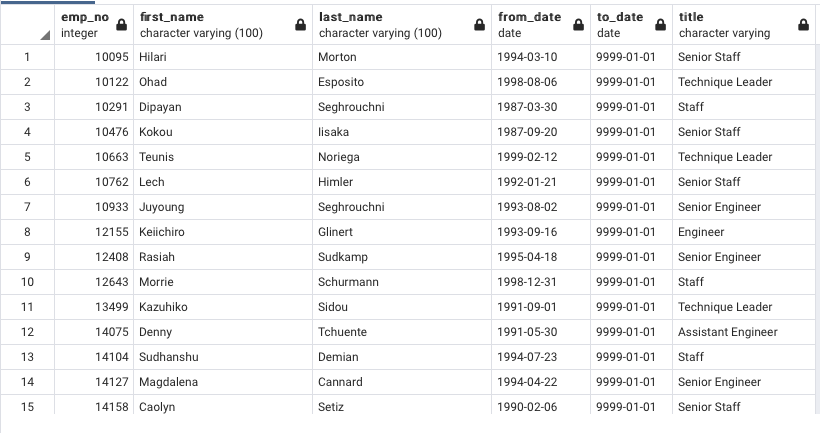 emp_no first_name last_name from_date to_date title
integer character varying (100) character varying (100) date date character varying
1 10095 Hilari Morton 1994-03-10 9999-01-01 Senior Staff
2 10122 Ohad Esposito 1998-08-06 9999-01-01 Technique Leader
3 10291 Dipayan Seghrouchni 1987-03-30 9999-01-01 Staff
4 10476 Kokou Iisaka 1987-09-20 9999-01-01 Senior Staff
5 10663 Teunis Noriega 1999-02-12 9999-01-01 Technique Leader
6 10762 Lech Himler 1992-01-21 9999-01-01 Senior Staff
7 10933 Juyoung Seghrouchni 1993-08-02 9999-01-01 Senior Engineer
8 12155 Keiichiro Glinert 1993-09-16 9999-01-01 Engineer
9 12408 Rasiah Sudkamp 1995-04-18 9999-01-01 Senior Engineer
10 12643 Morrie Schurmann 1998-12-31 9999-01-01 Staff
11 13499 Kazuhiko Sidou 1991-09-01 9999-01-01 Technique Leader
12 14075 Denny Tchuente 1991-05-30 9999-01-01 Assistant Engineer
13 14104 Sudhanshu Demian 1994-07-23 9999-01-01 Staff
14 14127 Magdalena Cannard 1994-04-22 9999-01-01 Senior Engineer
15 14158 Caolyn Setiz 1990-02-06 9999-01-01 Senior Staff